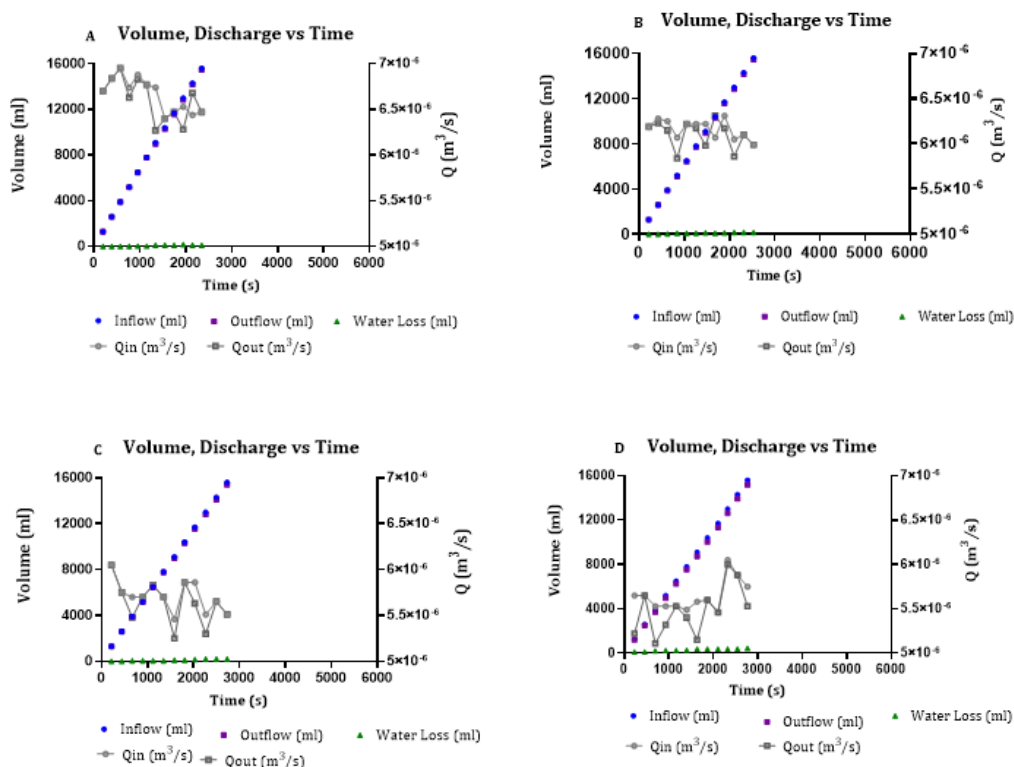 A Volume, Discharge vs Time
16000
12000
8000
4000
0
Volume (ml)
7×10⁻⁶
6.5×10⁻⁶
6×10⁻⁶
5.5×10⁻⁶
5×10⁻⁶
Q (m³/s)
0 1000 2000 3000 4000 5000 6000
Time (s)
Inflow (ml) Outflow (ml) Water Loss (ml)
Qin (m³/s) Qout (m³/s)
B Volume, Discharge vs Time
16000
12000
8000
4000
0
Volume (ml)
7×10⁻⁶
6.5×10⁻⁶
6×10⁻⁶
5.5×10⁻⁶
5×10⁻⁶
Q (m³/s)
0 1000 2000 3000 4000 5000 6000
Time (s)
Inflow (ml) Outflow (ml) Water Loss (ml)
Qin (m³/s) Qout (m³/s)
C Volume, Discharge vs Time
16000
12000
8000
4000
0
Volume (ml)
7×10⁻⁶
6.5×10⁻⁶
6×10⁻⁶
5.5×10⁻⁶
5×10⁻⁶
Q (m³/s)
0 1000 2000 3000 4000 5000 6000
Time (s)
Inflow (ml) Outflow (ml) Water Loss (ml)
Qin (m³/s) Qout (m³/s)
D Volume, Discharge vs Time
16000
12000
8000
4000
0
Volume (ml)
7×10⁻⁶
6.5×10⁻⁶
6×10⁻⁶
5.5×10⁻⁶
5×10⁻⁶
Q (m³/s)
0 1000 2000 3000 4000 5000 6000
Time (s)
Inflow (ml) Outflow (ml) Water Loss (ml)
Qin (m³/s) Qout (m³/s)